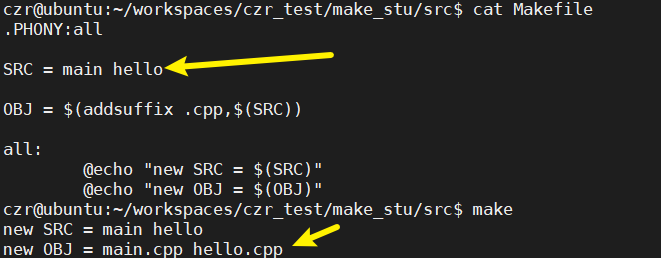 czr@ubuntu:~/workspaces/czr_test/make_stu/src$ cat Makefile
.PHONY:all
SRC = main hello
OBJ = $(addsuffix .cpp,$(SRC))
all:
@echo "new SRC = $(SRC)"
@echo "new OBJ = $(OBJ)"
czr@ubuntu:~/workspaces/czr_test/make_stu/src$ make
new SRC = main hello
new OBJ = main.cpp hello.cpp